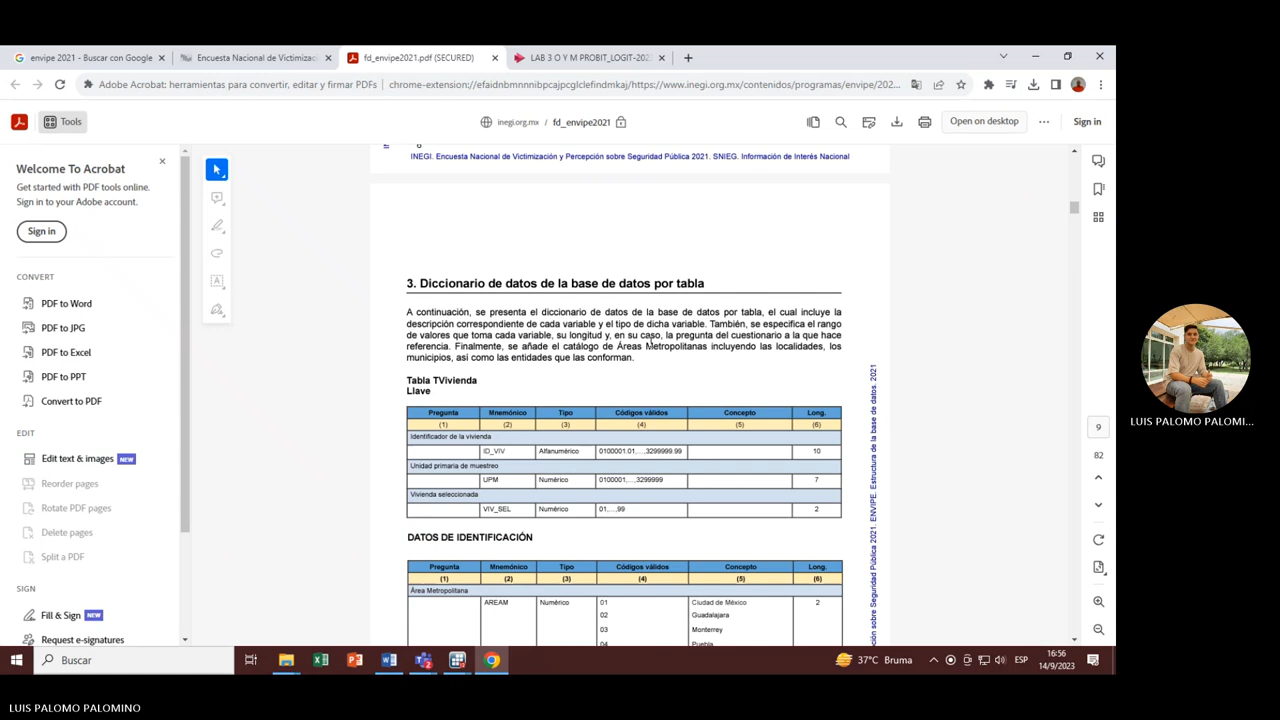 envipe 2021 - Buscar con Google
Encuesta Nacional de Victimizaci
fd_envipe2021.pdf (SECURED)
LAB 3 O Y M PROBIT_LOGIT-202
Adobe Acrobat: herramientas para convertir, editar y firmar PDFs
chrome-extension://efaidnbmnnnibpcajpcglclefindmkaj/https://www.inegi.org.mx/contenidos/programas/envipe/202...
Tools
inegi.org.mx / fd_envipe2021
Open on desktop
Sign in
Welcome To Acrobat
Get started with PDF tools online.
Sign in to your Adobe account.
Sign in
CONVERT
PDF to Word
PDF to JPG
PDF to Excel
PDF to PPT
Convert to PDF
EDIT
Edit text & images NEW
Reorder pages
Rotate PDF pages
Delete pages
Split a PDF
SIGN
Fill & Sign NEW
Request e-signatures
INEGI. Encuesta Nacional de Victimización y Percepción sobre Seguridad Pública 2021. SNIEG. Información de Interés Nacional
3. Diccionario de datos de la base de datos por tabla
A continuación, se presenta el diccionario de datos de la base de datos por tabla, el cual incluye la
descripción correspondiente de cada variable y el tipo de dicha variable. También, se especifica el rango
de valores que toma cada variable, su longitud y, en su caso, la pregunta del cuestionario a la que hace
referencia. Finalmente, se añade el catálogo de Áreas Metropolitanas incluyendo las localidades, los
municipios, así como las entidades que las conforman.
Tabla TVivienda
Llave
Pregunta Mnemónico Tipo Códigos válidos Concepto Long.
(1) (2) (3) (4) (5) (6)
Identificador de la vivienda
ID_VIV Alfanumérico 0100001.01,...,3299999.99 10
Unidad primaria de muestreo
UPM Numérico 0100001,...,3299999 7
Vivienda seleccionada
VIV_SEL Numérico 01,...,99 2
DATOS DE IDENTIFICACIÓN
Pregunta Mnemónico Tipo Códigos válidos Concepto Long.
(1) (2) (3) (4) (5) (6)
Área Metropolitana
AREAM Numérico 01 Ciudad de México 2
02 Guadalajara
03 Monterrey
04 Puebla
ción sobre Seguridad Pública 2021. ENVIPE. Estructura de la base de datos. 2021
9
82
LUIS PALOMO PALOMI...
Buscar
37°C Bruma
ESP
16:56
14/9/2023
LUIS PALOMO PALOMINO